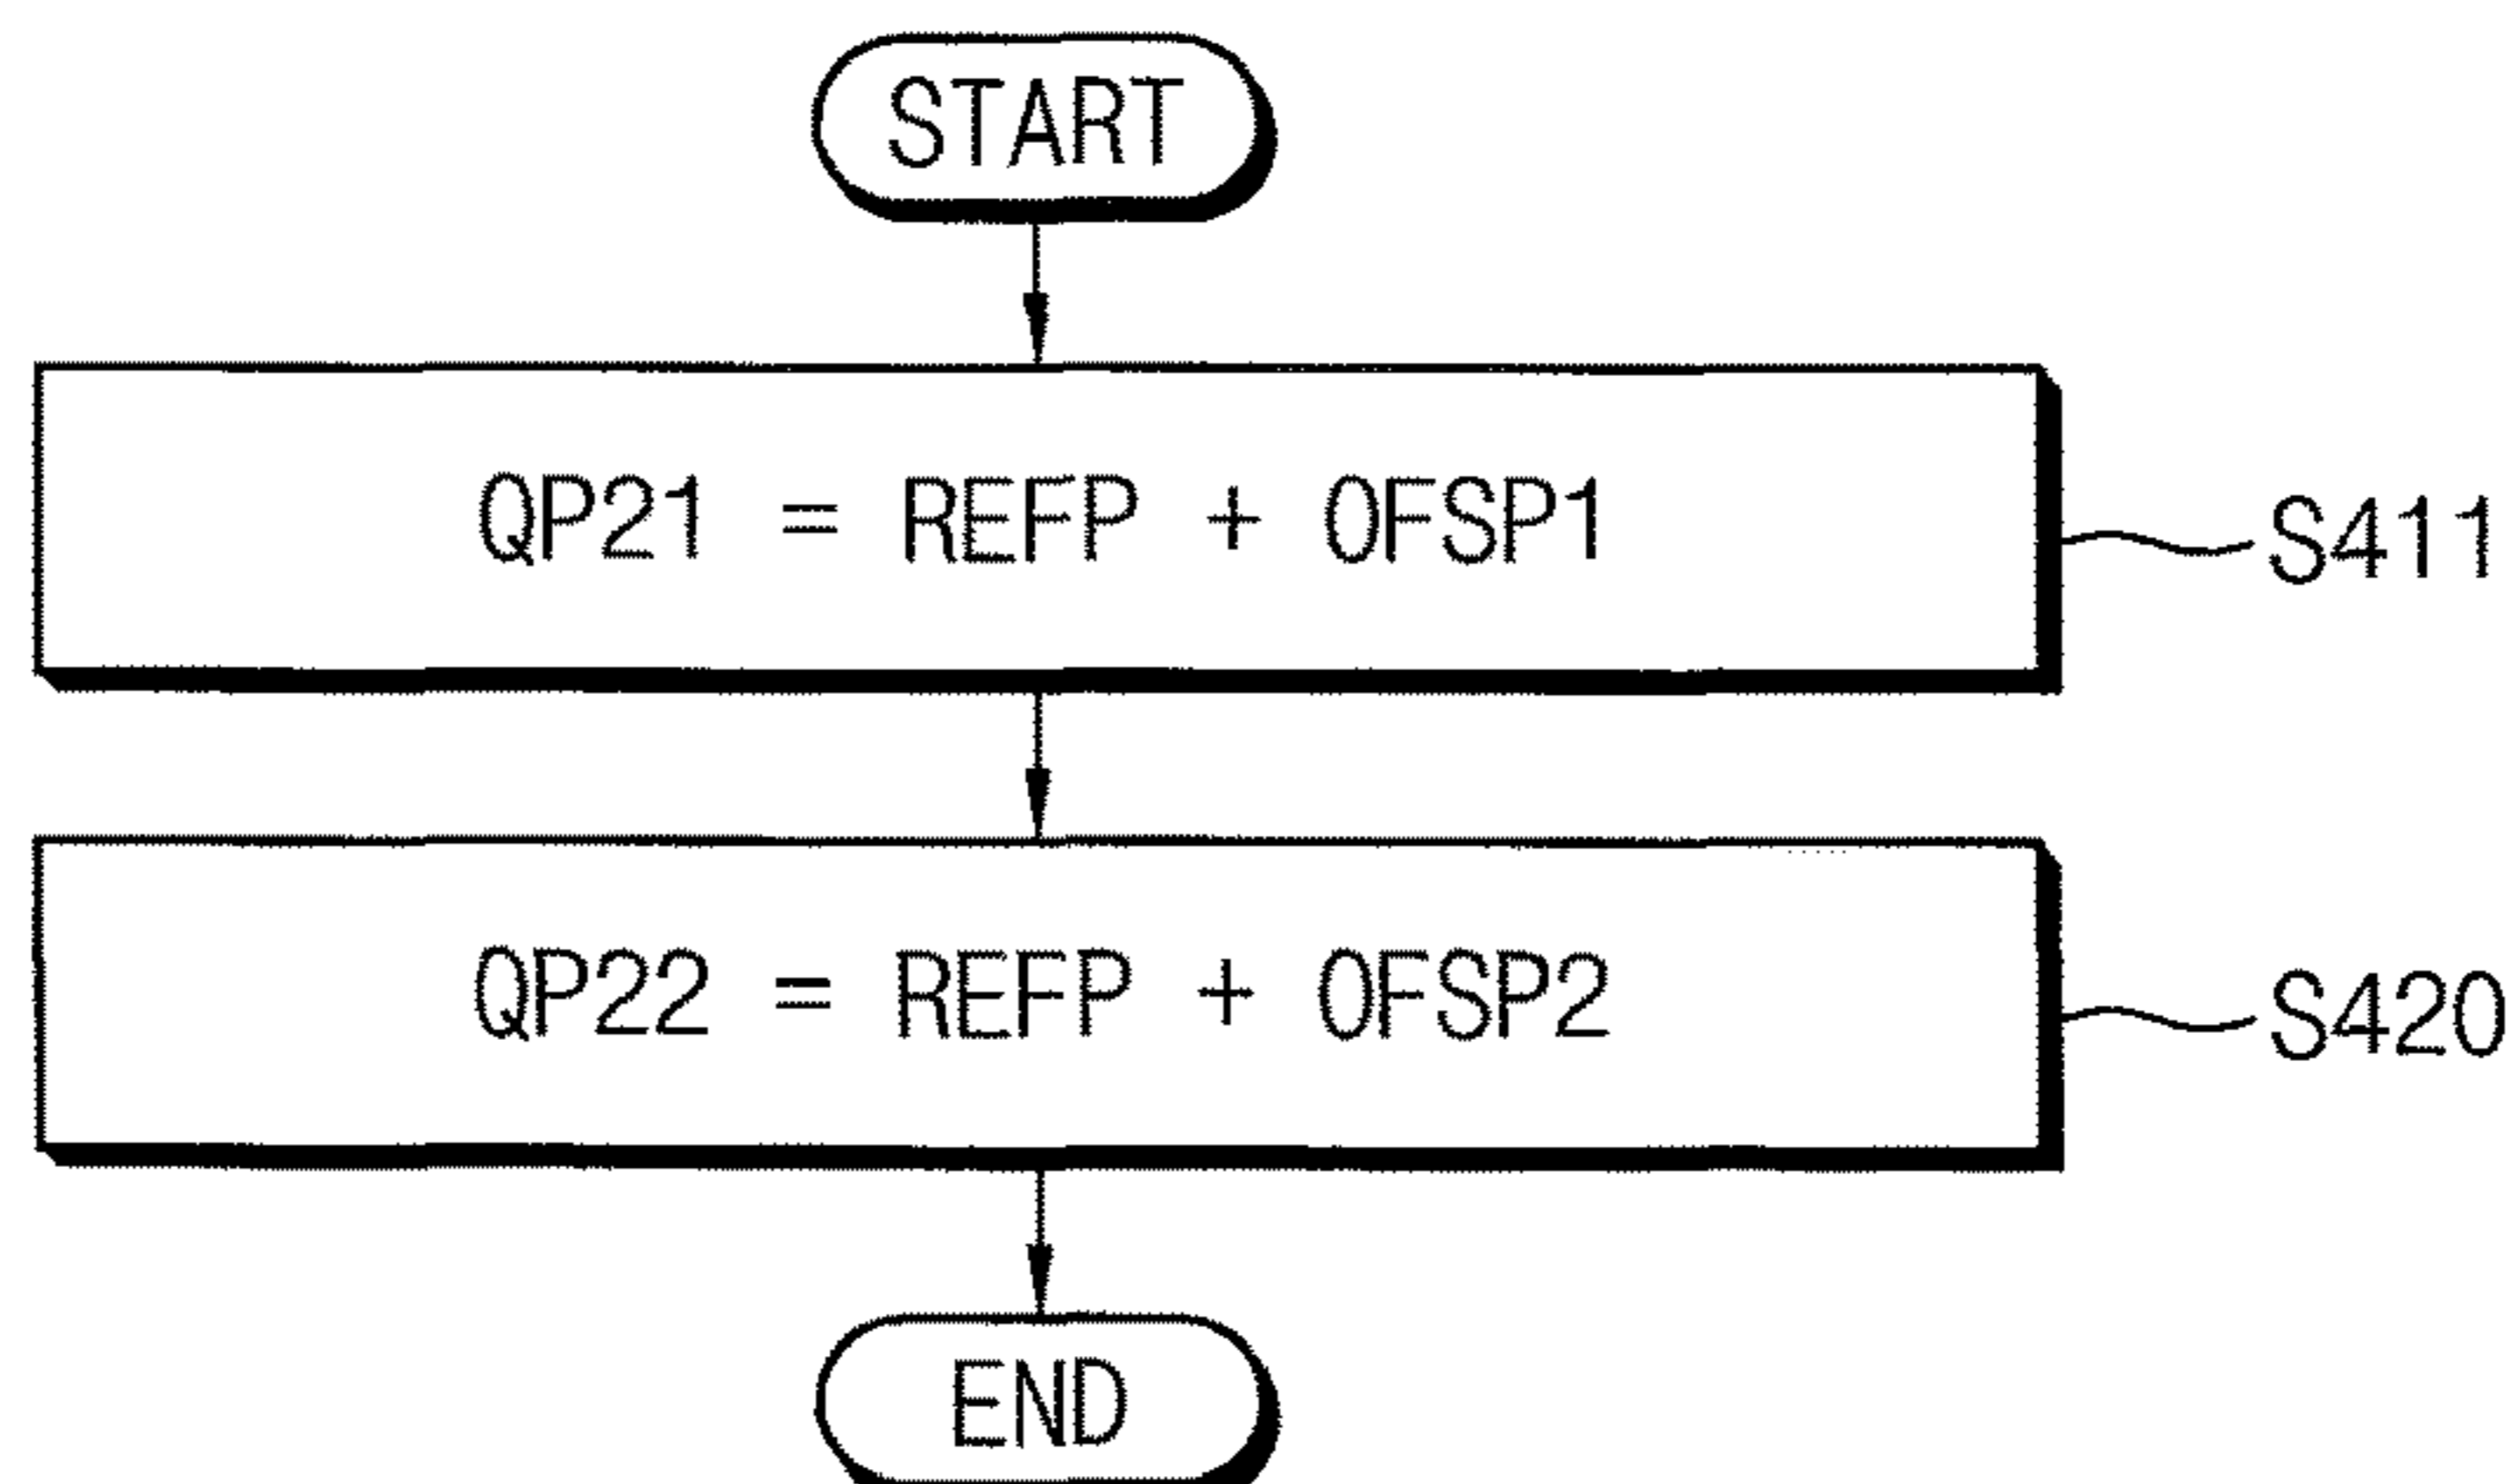 START
QP21 = REFP + OFSP1
S411
QP22 = REFP + OFSP2
S420
END